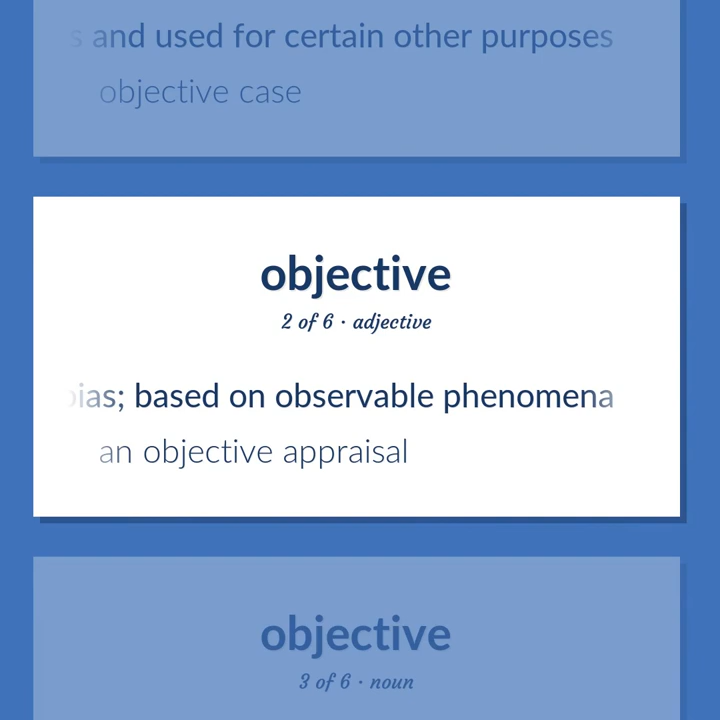 s and used for certain other purposes
objective case
objective
2 of 6 · adjective
bias; based on observable phenomena
an objective appraisal
objective
3 of 6 · noun